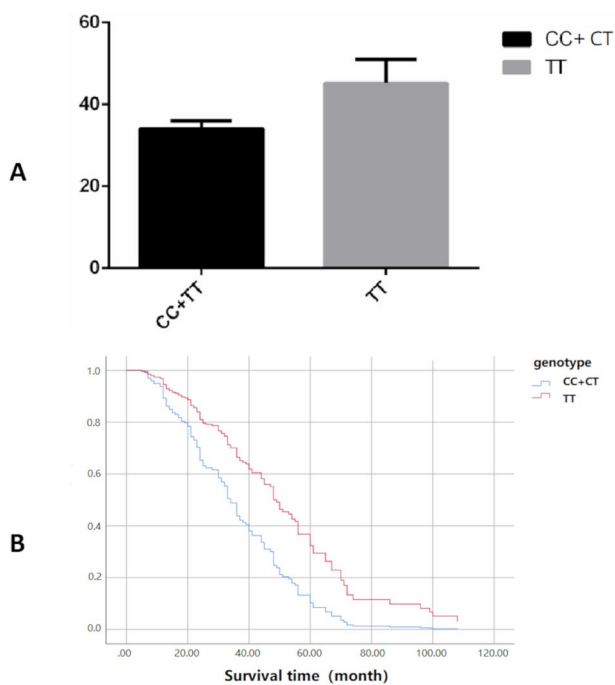 60
40
20
0
CC+ CT
TT
A
CC+TT
TT
genotype
CC+CT
TT
1.0
0.8
0.6
0.4
0.2
0.0
B
.00 20.00 40.00 60.00 80.00 100.00 120.00
Survival time (month)